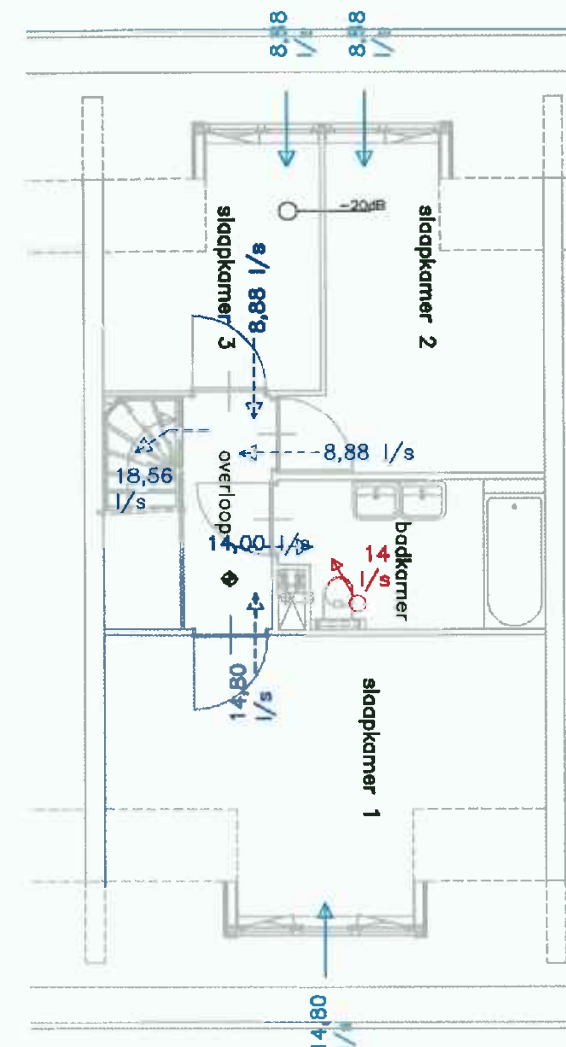 8,88
l/s
8,88
l/s
-20dB
slaapkamer 3
slaapkamer 2
8,88 l/s
8,88 l/s
18,56
l/s
overloop
14,00 l/s
14
l/s
badkamer
14,80
l/s
slaapkamer 1
14,80
l/s